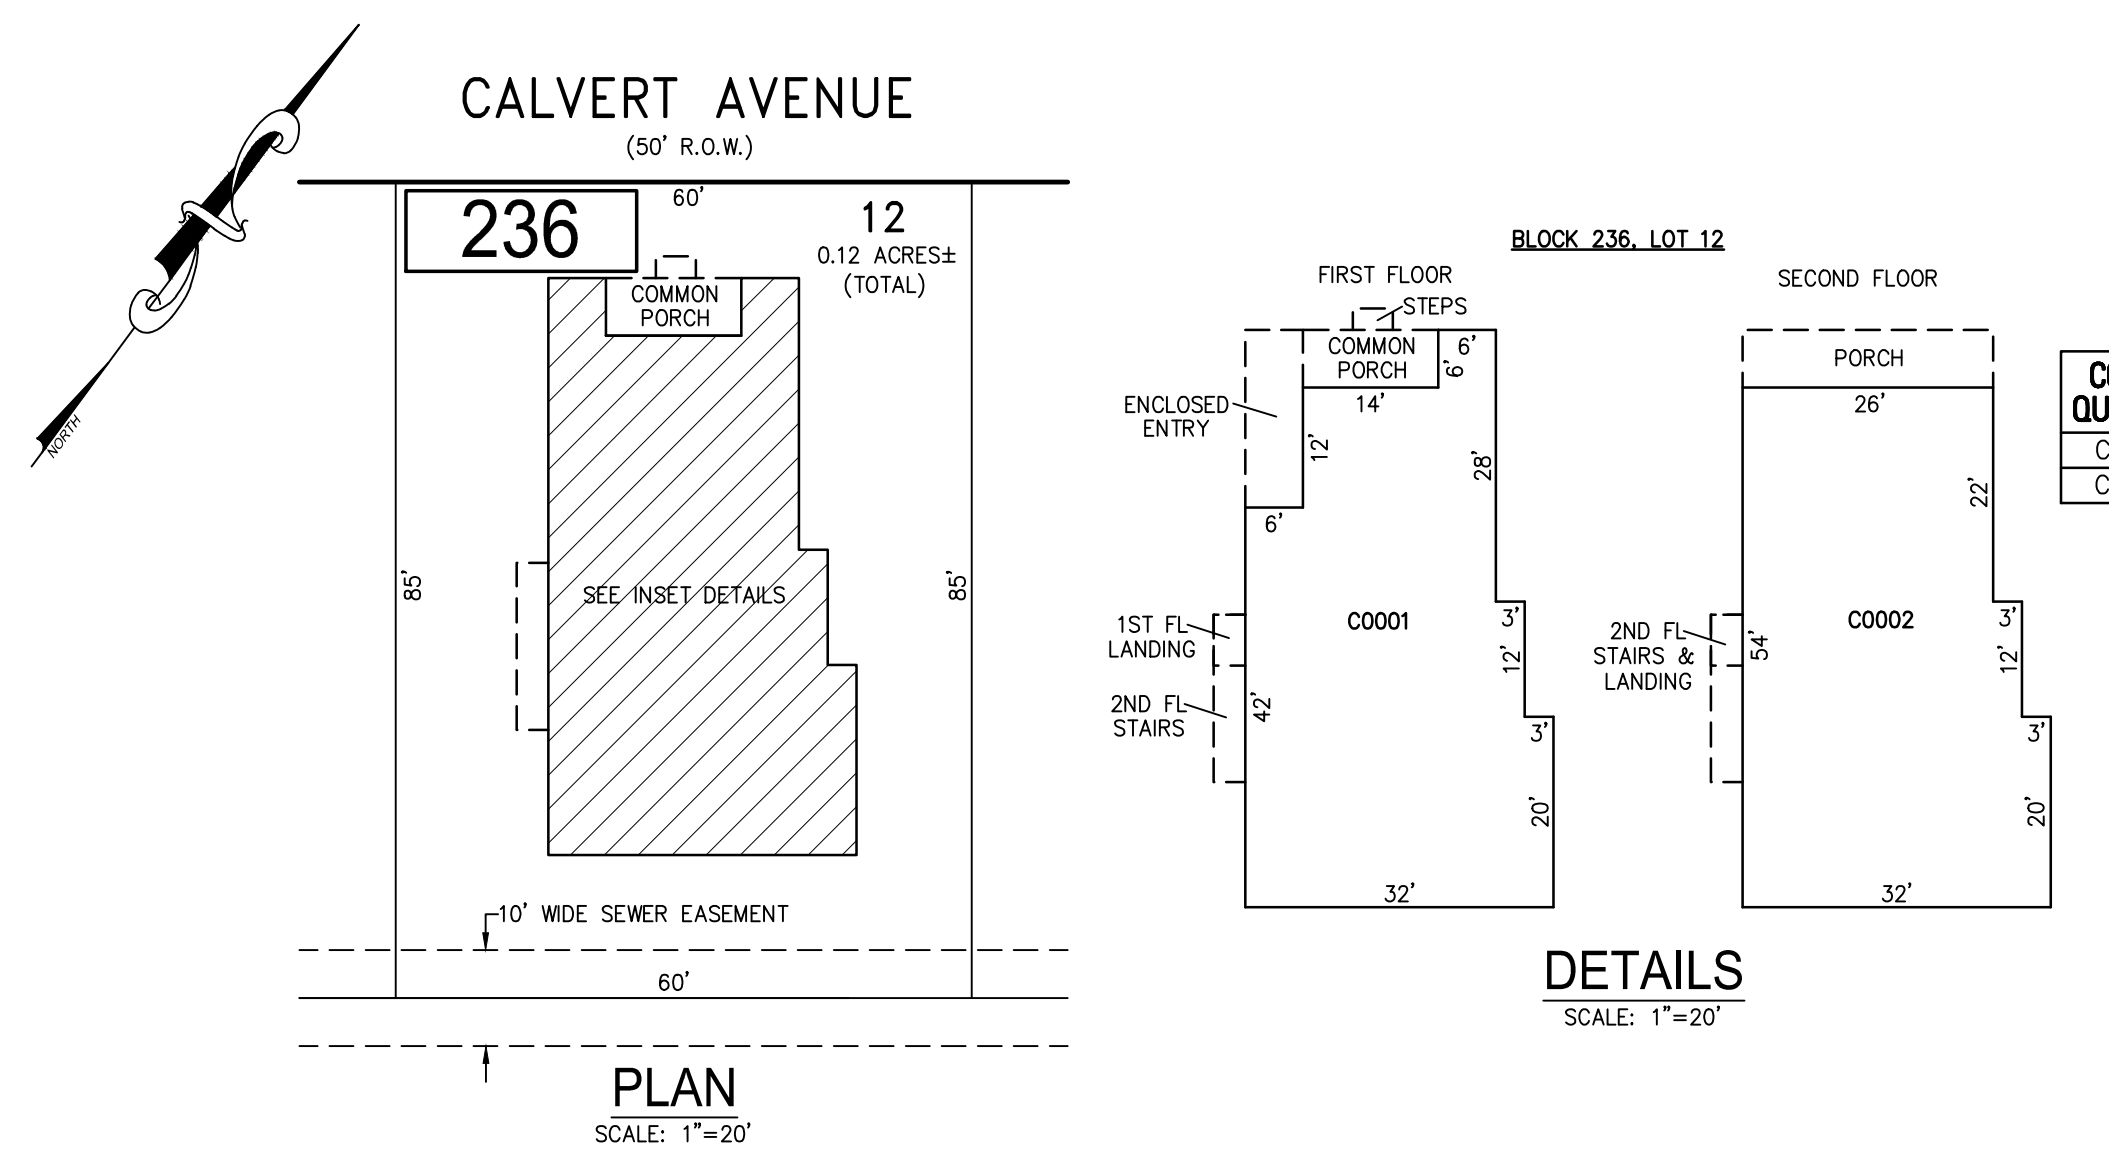 CALVERT AVENUE
(50' R.O.W.)
NORTH
236
60'
12
0.12 ACRES±
(TOTAL)
COMMON
PORCH
SEE INSET DETAILS
85'
85'
10' WIDE SEWER EASEMENT
60'
PLAN
SCALE: 1"=20'
BLOCK 236, LOT 12
FIRST FLOOR
STEPS
COMMON
PORCH
6'
6'
14'
ENCLOSED
ENTRY
12'
28'
6'
1ST FL
LANDING
C0001
3'
12'
2ND FL
STAIRS
42'
3'
20'
32'
SECOND FLOOR
PORCH
26'
22'
2ND FL
STAIRS &
LANDING
54'
C0002
3'
12'
3'
20'
32'
DETAILS
SCALE: 1"=20'